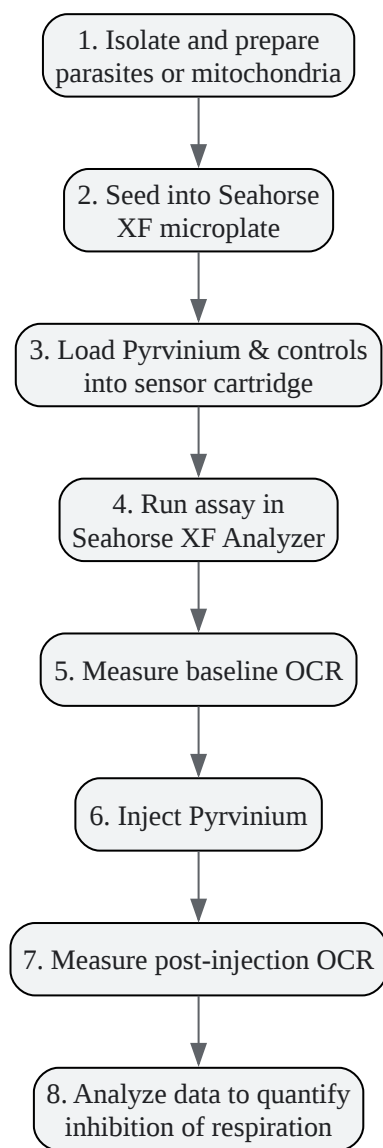 1. Isolate and prepare
parasites or mitochondria
2. Seed into Seahorse
XF microplate
3. Load Pyrvinium & controls
into sensor cartridge
4. Run assay in
Seahorse XF Analyzer
5. Measure baseline OCR
6. Inject Pyrvinium
7. Measure post-injection OCR
8. Analyze data to quantify
inhibition of respiration